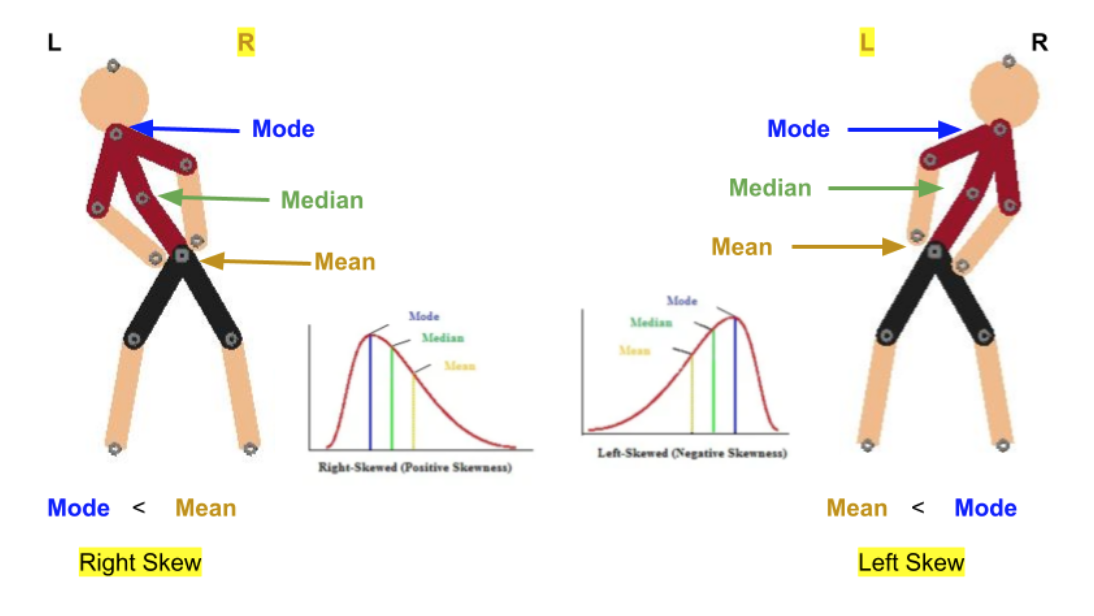 L R L R
Mode Mode
Median Median
Mean Mean
Mode
Median
Mean
Right-Skewed (Positive Skewness)
Mode
Median
Mean
Left-Skewed (Negative Skewness)
Mode < Mean Mean < Mode
Right Skew Left Skew